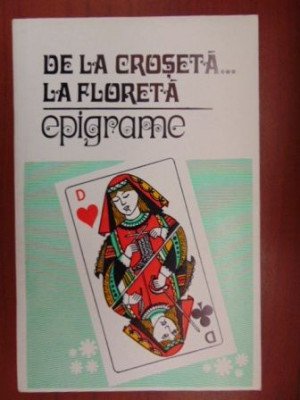 DE LA CROȘETĂ...
LA FLORETĂ
epigrame
D
D